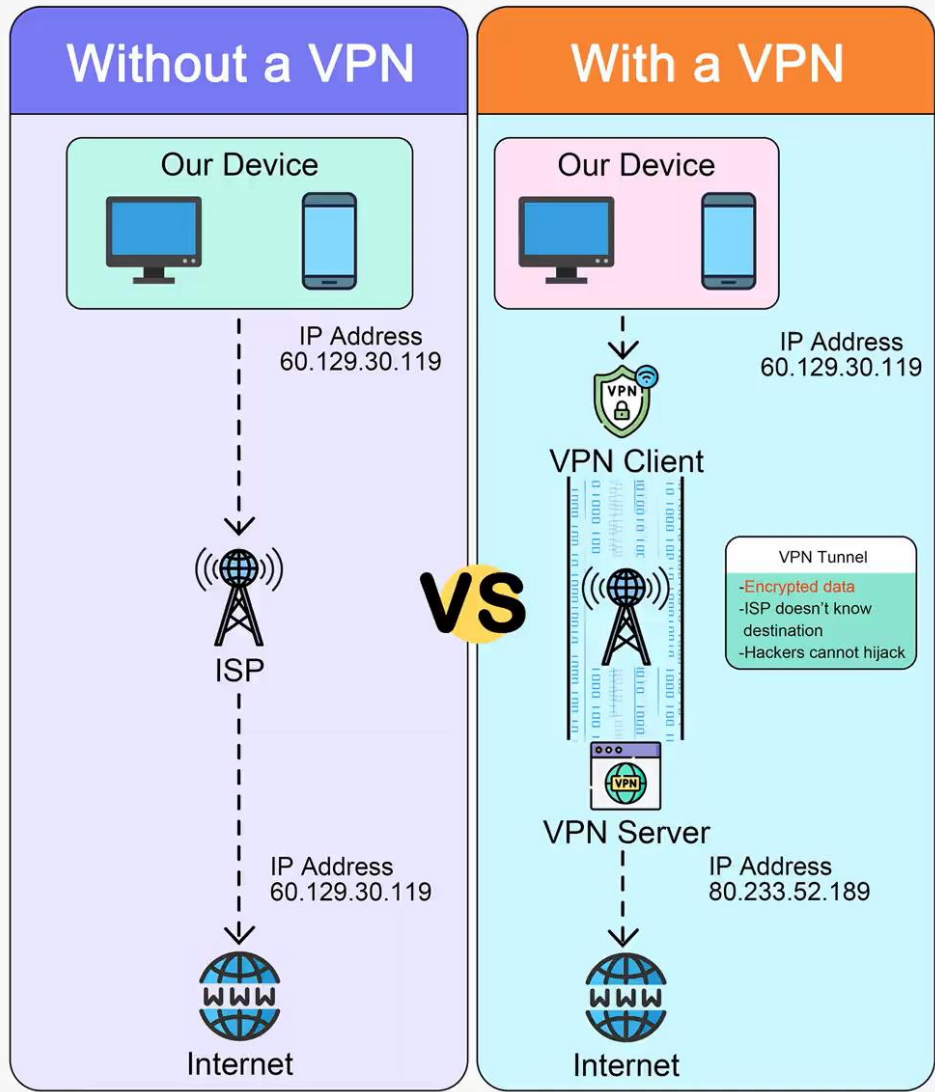 Without a VPN
Our Device
IP Address
60.129.30.119
ISP
IP Address
60.129.30.119
WWW
Internet
VS
With a VPN
Our Device
IP Address
60.129.30.119
VPN
VPN Client
VPN Tunnel
-Encrypted data
-ISP doesn't know
destination
-Hackers cannot hijack
VPN
VPN Server
IP Address
80.233.52.189
WWW
Internet